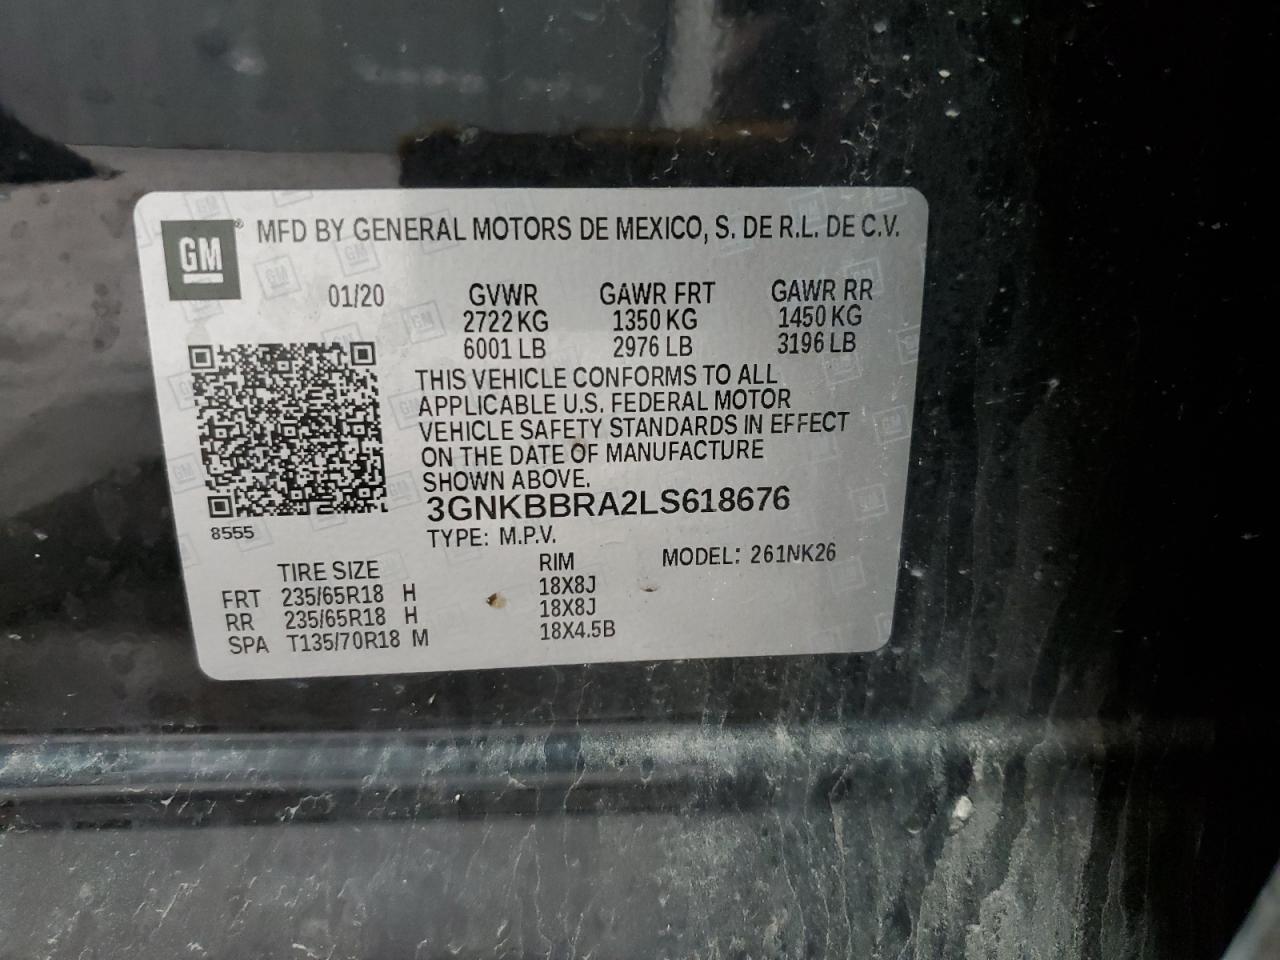 GM ® MFD BY GENERAL MOTORS DE MEXICO, S. DE R.L. DE C.V.
01/20 GVWR GAWR FRT GAWR RR
2722 KG 1350 KG 1450 KG
6001 LB 2976 LB 3196 LB
THIS VEHICLE CONFORMS TO ALL
APPLICABLE U.S. FEDERAL MOTOR
VEHICLE SAFETY STANDARDS IN EFFECT
ON THE DATE OF MANUFACTURE
SHOWN ABOVE.
3GNKBBRA2LS618676
8555
TYPE: M.P.V.
TIRE SIZE RIM MODEL: 261NK26
FRT 235/65R18 H 18X8J
RR 235/65R18 H 18X8J
SPA T135/70R18 M 18X4.5B